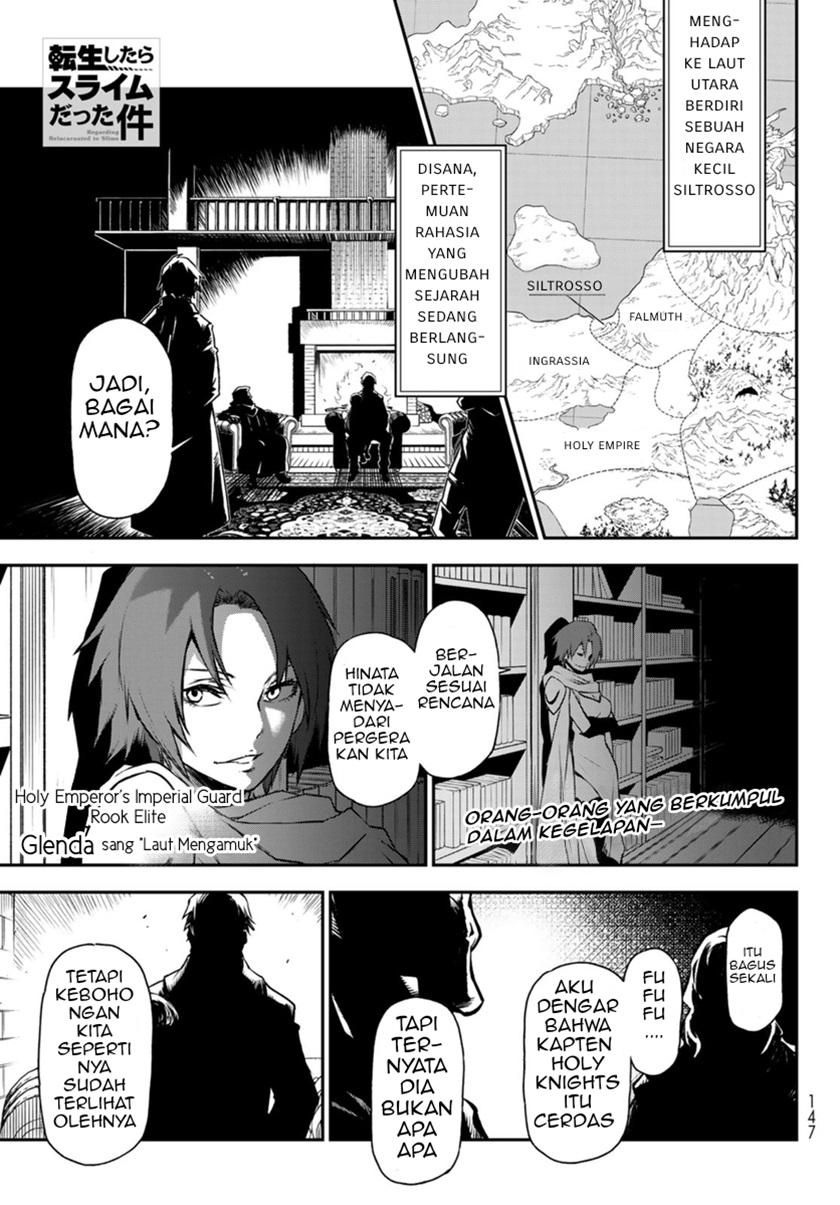 MENG-
HADAP
KE LAUT
UTARA
BERDIRI
SEBUAH
NEGARA
KECIL
SILTROSSO
転生したら
スライム
だった件
Regarding
Reincarnated to Slime
DISANA,
PERTE-
MUAN
RAHASIA
YANG
MENGUBAH
SEJARAH
SEDANG
BERLANG-
SUNG
SILTROSSO
FALMUTH
INGRASSIA
HOLY EMPIRE
JADI,
BAGAI
MANA?
BER-
JALAN
SESUAI
RENCANA
HINATA
TIDAK
MENYA-
DARI
PERGERA
KAN KITA
ORANG-ORANG YANG BERKUMPUL
DALAM KEGELAPAN–
Holy Emperor's Imperial Guard
Rook Elite
Glenda sang "Laut Mengamuk"
ITU
BAGUS
SEKALI
FU
FU
FU
....
AKU
DENGAR
BAHWA
KAPTEN
HOLY
KNIGHTS
ITU
CERDAS
TAPI
TER-
NYATA
DIA
BUKAN
APA
APA
TETAPI
KEBOHO
NGAN
KITA
SEPERTI
NYA
SUDAH
TERLIHAT
OLEHNYA
147